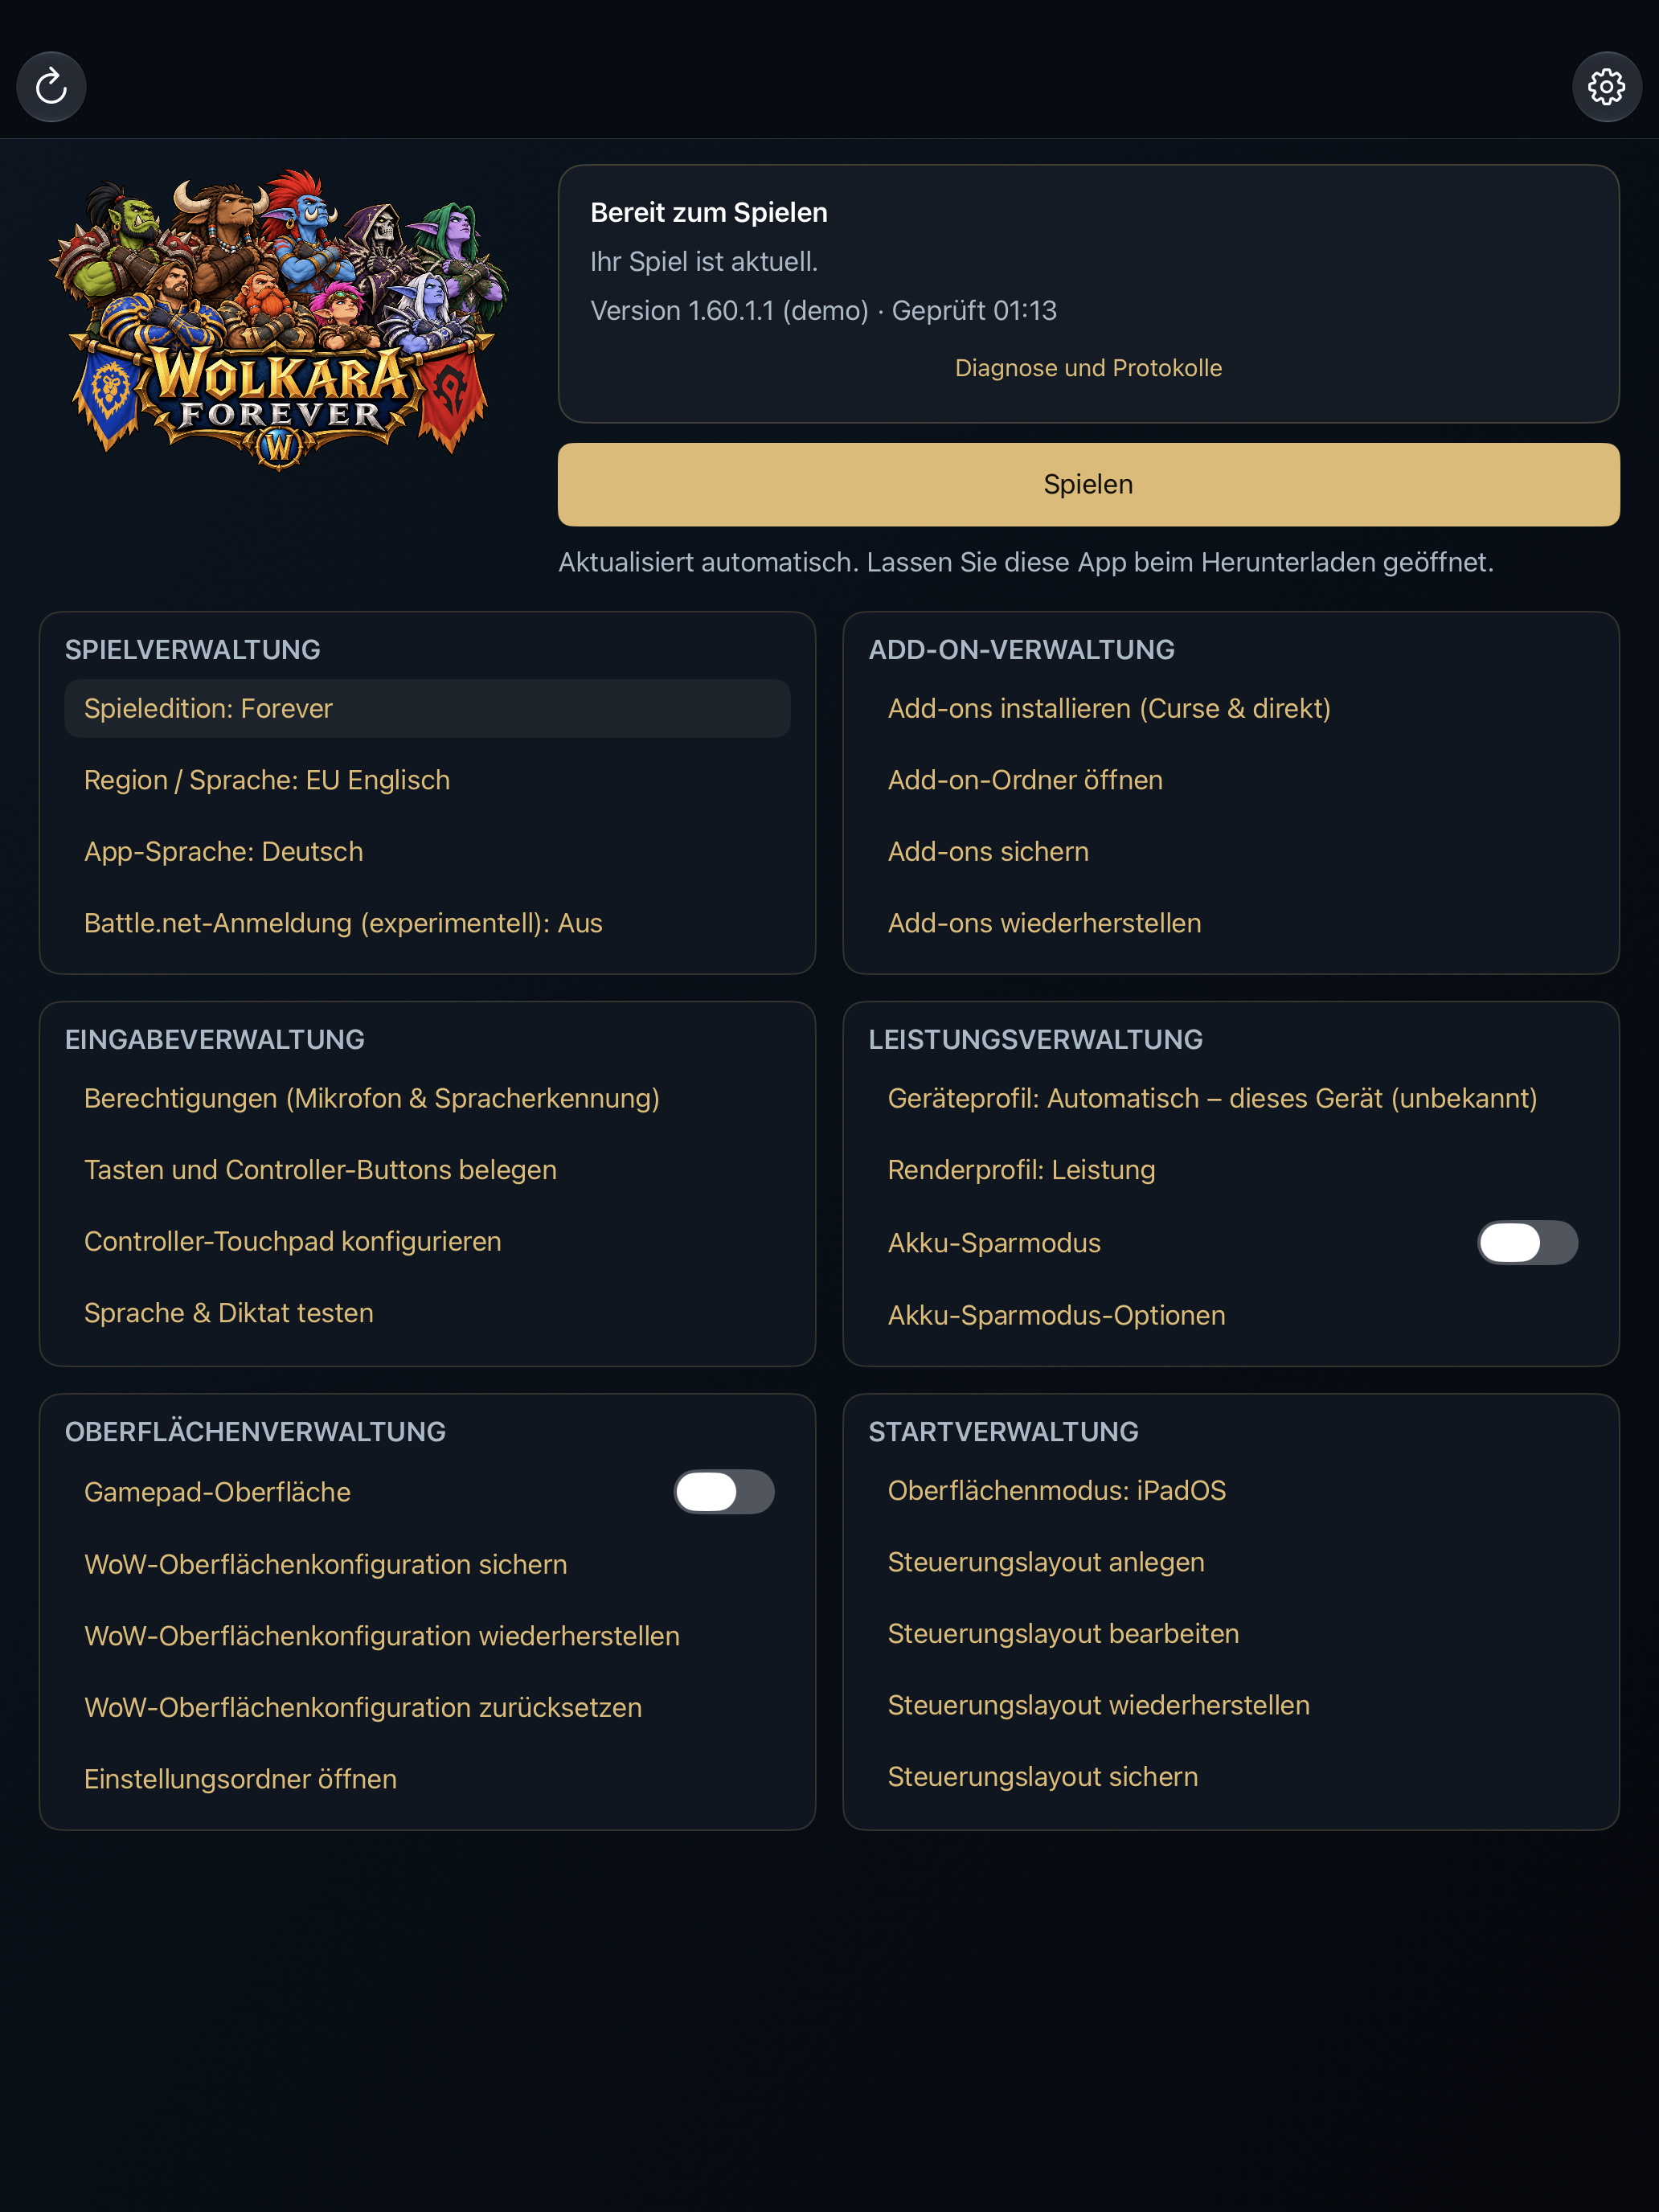 WOLKARA
FOREVER
W
Bereit zum Spielen
Ihr Spiel ist aktuell.
Version 1.60.1.1 (demo) · Geprüft 01:13
Diagnose und Protokolle
Spielen
Aktualisiert automatisch. Lassen Sie diese App beim Herunterladen geöffnet.
SPIELVERWALTUNG
Spieledition: Forever
Region / Sprache: EU Englisch
App-Sprache: Deutsch
Battle.net-Anmeldung (experimentell): Aus
ADD-ON-VERWALTUNG
Add-ons installieren (Curse & direkt)
Add-on-Ordner öffnen
Add-ons sichern
Add-ons wiederherstellen
EINGABEVERWALTUNG
Berechtigungen (Mikrofon & Spracherkennung)
Tasten und Controller-Buttons belegen
Controller-Touchpad konfigurieren
Sprache & Diktat testen
LEISTUNGSVERWALTUNG
Geräteprofil: Automatisch – dieses Gerät (unbekannt)
Renderprofil: Leistung
Akku-Sparmodus
Akku-Sparmodus-Optionen
OBERFLÄCHENVERWALTUNG
Gamepad-Oberfläche
WoW-Oberflächenkonfiguration sichern
WoW-Oberflächenkonfiguration wiederherstellen
WoW-Oberflächenkonfiguration zurücksetzen
Einstellungsordner öffnen
STARTVERWALTUNG
Oberflächenmodus: iPadOS
Steuerungslayout anlegen
Steuerungslayout bearbeiten
Steuerungslayout wiederherstellen
Steuerungslayout sichern